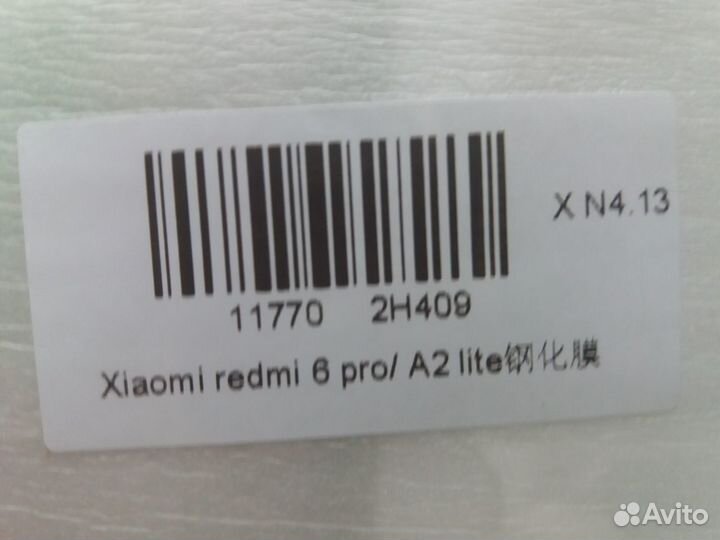 X N4.13
11770 2H409
Xiaomi redmi 6 pro/ A2 lite钢化膜
Avito